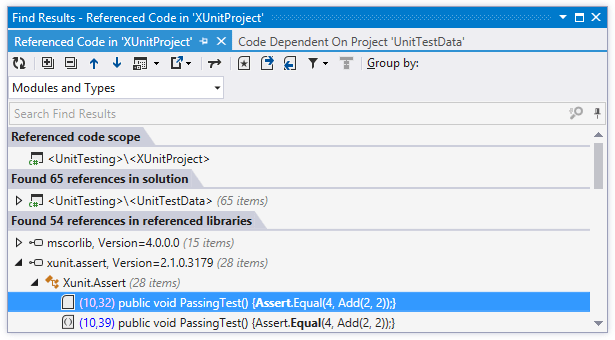 Find Results - Referenced Code in 'XUnitProject'
Referenced Code in 'XUnitProject' Code Dependent On Project 'UnitTestData'
Group by:
Modules and Types
Search Find Results
Referenced code scope
<UnitTesting>\<XUnitProject>
Found 65 references in solution
<UnitTesting>\<UnitTestData> (65 items)
Found 54 references in referenced libraries
mscorlib, Version=4.0.0.0 (15 items)
xunit.assert, Version=2.1.0.3179 (28 items)
Xunit.Assert (28 items)
(10,32) public void PassingTest() {Assert.Equal(4, Add(2, 2));}
(10,39) public void PassingTest() {Assert.Equal(4, Add(2, 2));}